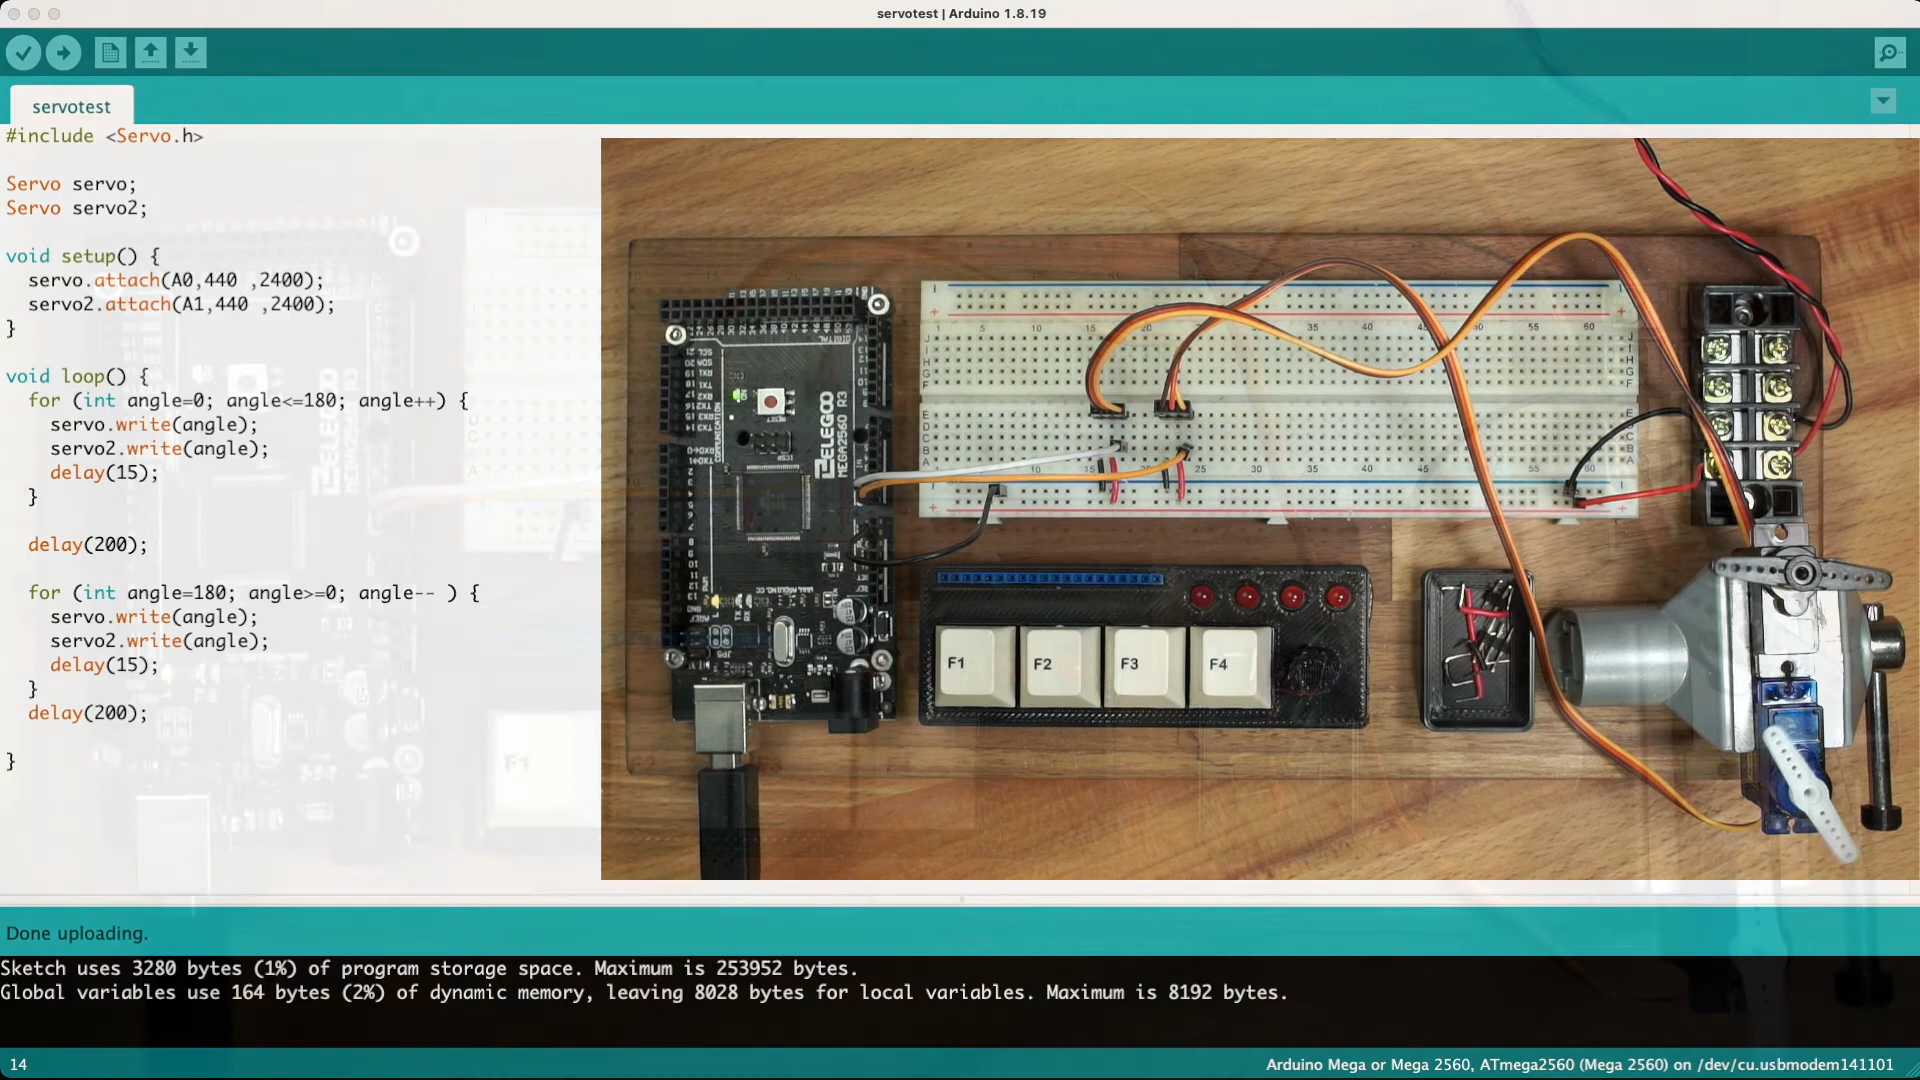 servotest | Arduino 1.8.19
servotest
#include <Servo.h>
Servo servo;
Servo servo2;
void setup() {
servo.attach(A0,440 ,2400);
servo2.attach(A1,440 ,2400);
}
void loop() {
for (int angle=0; angle<=180; angle++) {
servo.write(angle);
servo2.write(angle);
delay(15);
}
delay(200);
for (int angle=180; angle>=0; angle-- ) {
servo.write(angle);
servo2.write(angle);
delay(15);
}
delay(200);
}
DIGITAL
COMMUNICATION
RESET
ICSP
ELEGOO
MEGA2560 R3
F1
F2
F3
F4
Done uploading.
Sketch uses 3280 bytes (1%) of program storage space. Maximum is 253952 bytes.
Global variables use 164 bytes (2%) of dynamic memory, leaving 8028 bytes for local variables. Maximum is 8192 bytes.
14
Arduino Mega or Mega 2560, ATmega2560 (Mega 2560) on /dev/cu.usbmodem141101